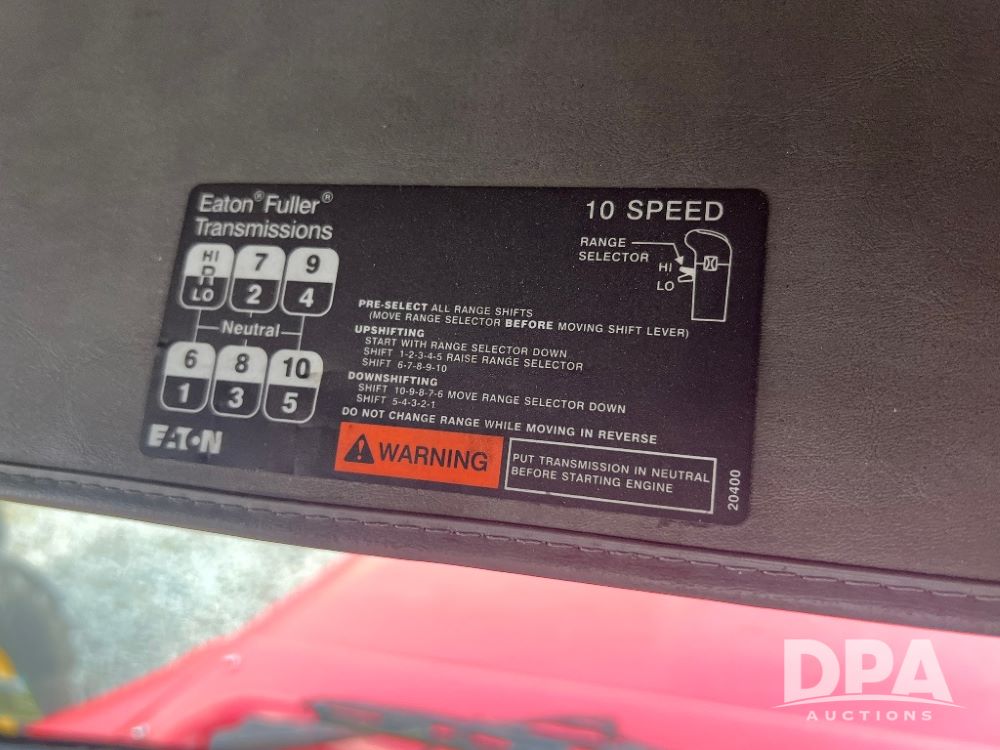 Eaton® Fuller®
Transmissions
10 SPEED
RANGE
SELECTOR
HI
LO
HI
R
LO
7
2
9
4
Neutral
6
1
8
3
10
5
EATON
PRE-SELECT ALL RANGE SHIFTS
(MOVE RANGE SELECTOR BEFORE MOVING SHIFT LEVER)
UPSHIFTING
START WITH RANGE SELECTOR DOWN
SHIFT 1-2-3-4-5 RAISE RANGE SELECTOR
SHIFT 6-7-8-9-10
DOWNSHIFTING
SHIFT 10-9-8-7-6 MOVE RANGE SELECTOR DOWN
SHIFT 5-4-3-2-1
DO NOT CHANGE RANGE WHILE MOVING IN REVERSE
WARNING
PUT TRANSMISSION IN NEUTRAL
BEFORE STARTING ENGINE
20400
DPA
AUCTIONS